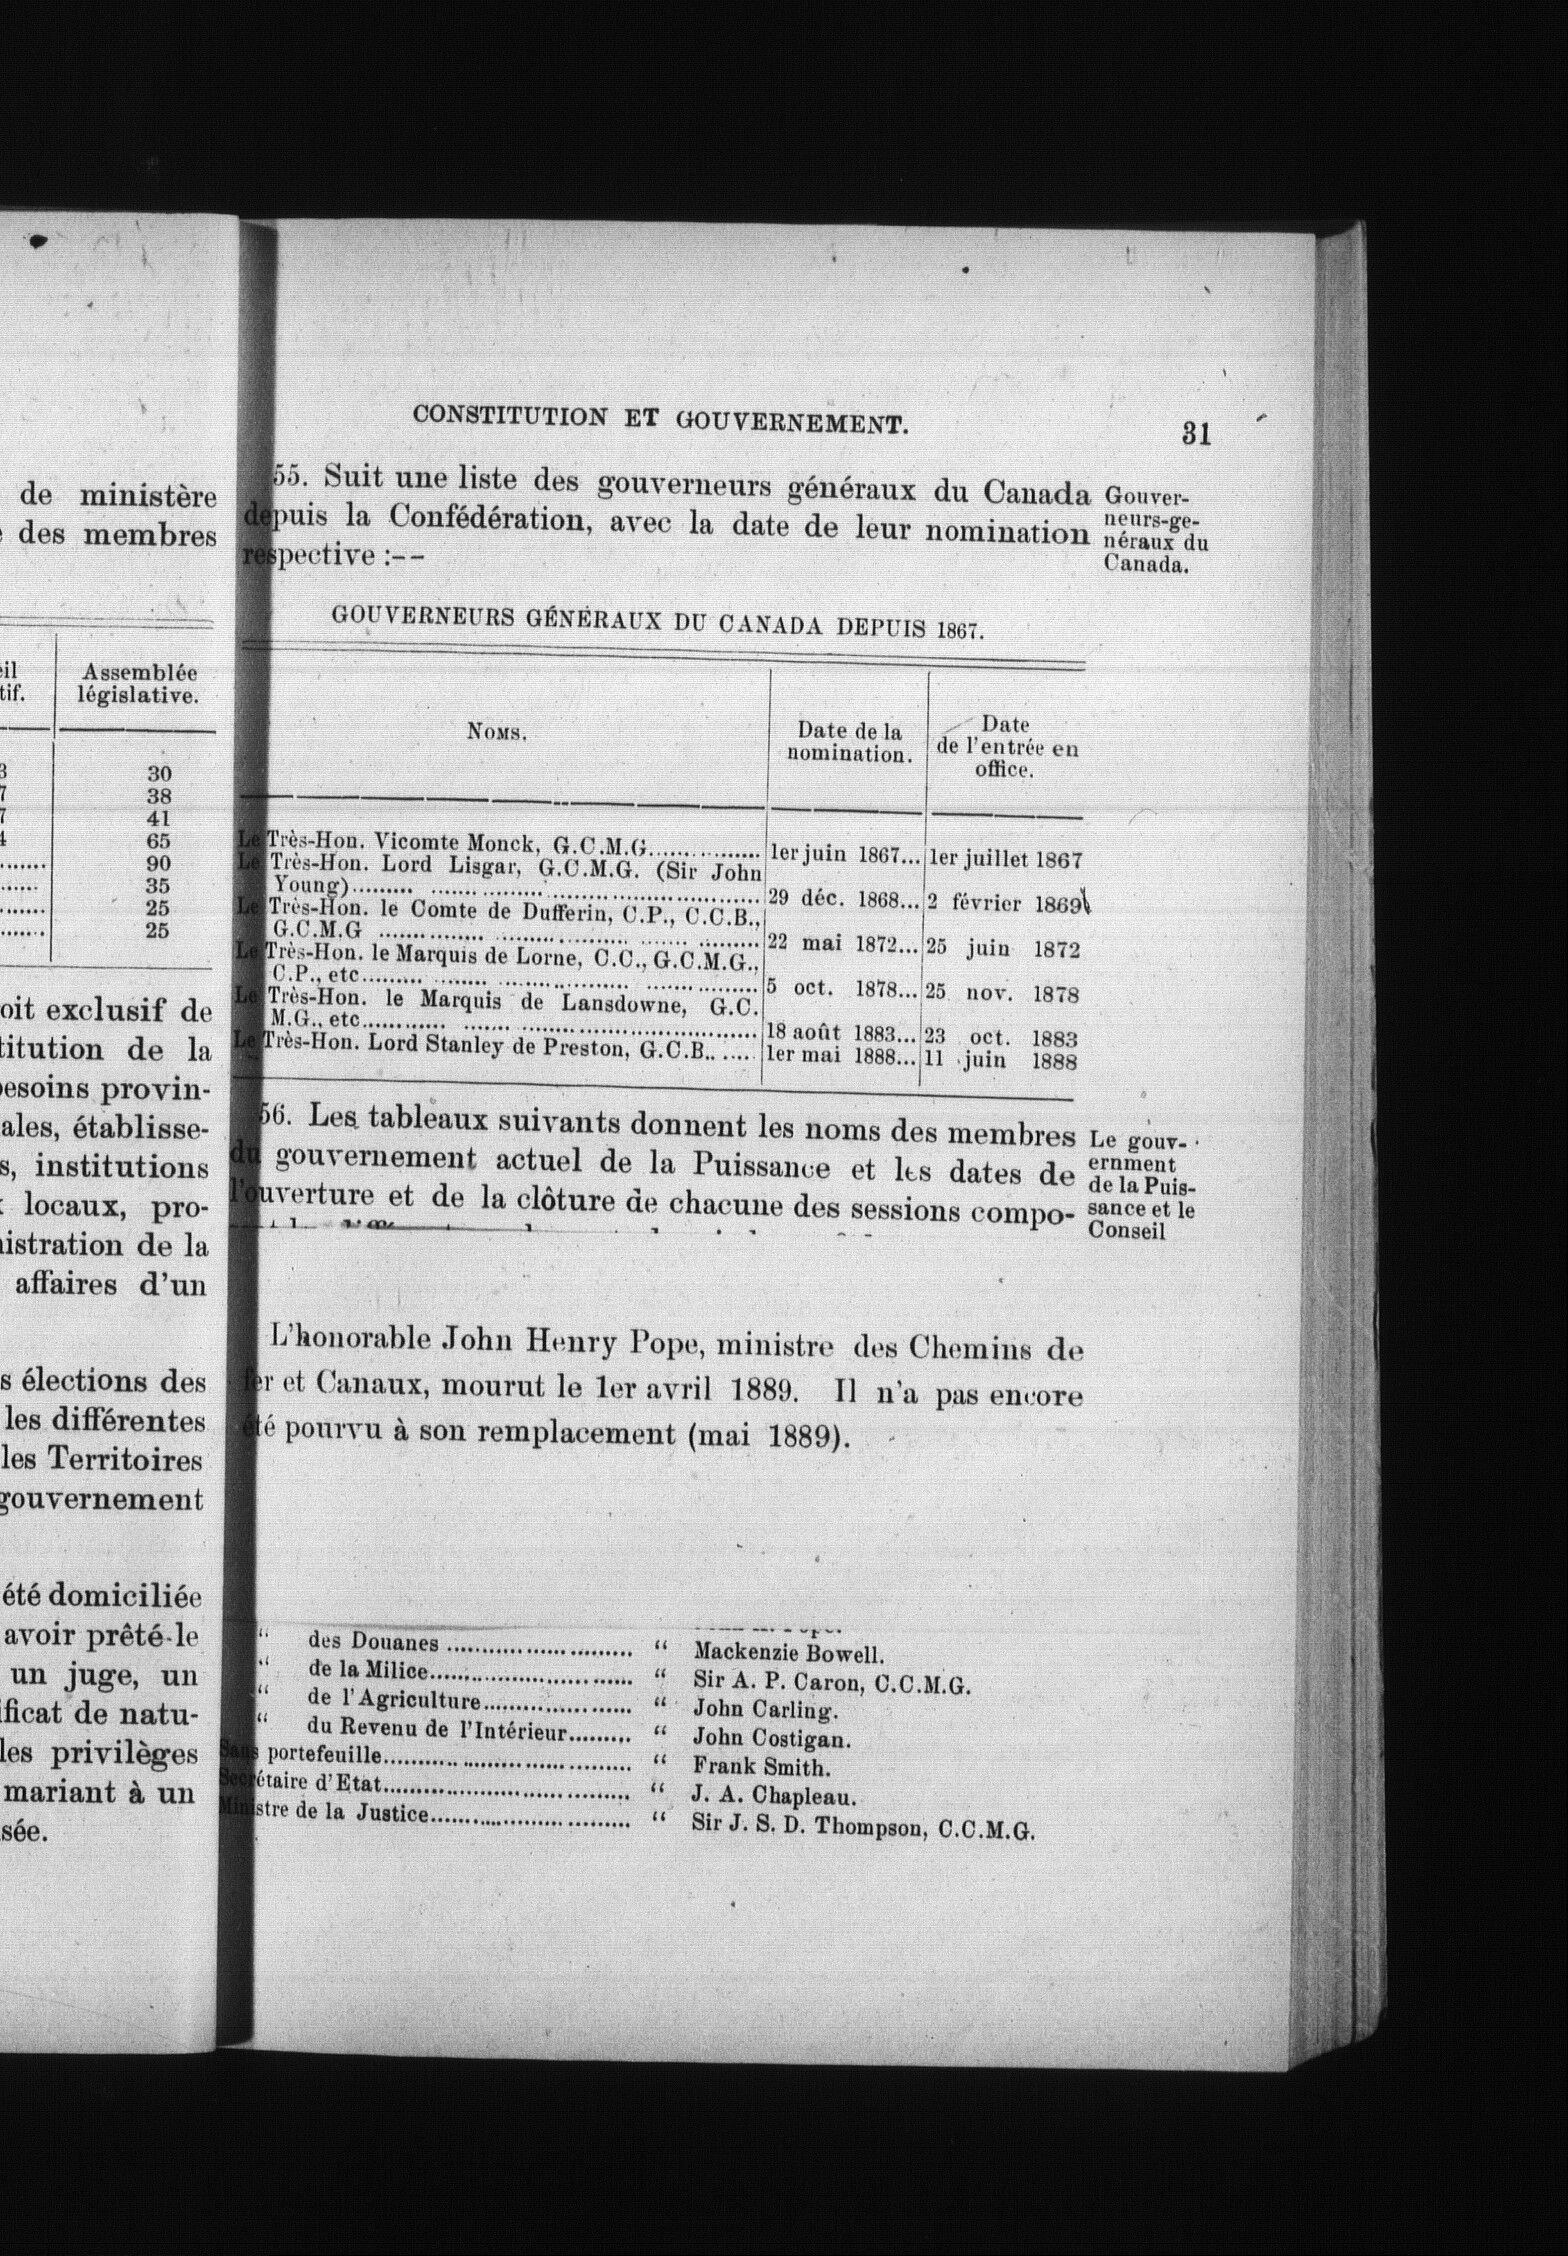 de ministère
des membres
Assemblée
législative.
30
38
41
65
90
35
25
25
oit exclusif de
titution de la
besoins provin-
ales, établisse-
s, institutions
locaux, pro-
istration de la
affaires d'un
s élections des
les différentes
les Territoires
gouvernement
été domiciliée
avoir prêté le
un juge, un
ificat de natu-
les privilèges
mariant à un
sée.
CONSTITUTION ET GOUVERNEMENT.
31
55. Suit une liste des gouverneurs généraux du Canada
depuis la Confédération, avec la date de leur nomination
respective :--
Gouver-
neurs-ge-
néraux du
Canada.
GOUVERNEURS GÉNÉRAUX DU CANADA DEPUIS 1867.
NOMS. Date de la nomination. Date de l'entrée en office.
Le Très-Hon. Vicomte Monck, G.C.M.G............... 1er juin 1867... 1er juillet 1867
Le Très-Hon. Lord Lisgar, G.C.M.G. (Sir John
Young)......... 29 déc. 1868... 2 février 1869
Le Très-Hon. le Comte de Dufferin, C.P., C.C.B.,
G.C.M.G ......... 22 mai 1872... 25 juin 1872
Le Très-Hon. le Marquis de Lorne, C.C., G.C.M.G.,
C.P., etc......... 5 oct. 1878... 25 nov. 1878
Le Très-Hon. le Marquis de Lansdowne, G.C.
M.G., etc......... 18 août 1883... 23 oct. 1883
Le Très-Hon. Lord Stanley de Preston, G.C.B....... 1er mai 1888... 11 juin 1888
56. Les tableaux suivants donnent les noms des membres
du gouvernement actuel de la Puissance et les dates de
l'ouverture et de la clôture de chacune des sessions compo-
Le gouv-
ernment
de la Puis-
sance et le
Conseil
L'honorable John Henry Pope, ministre des Chemins de
fer et Canaux, mourut le 1er avril 1889. Il n'a pas encore
été pourvu à son remplacement (mai 1889).
“ des Douanes ........................... “ Mackenzie Bowell.
“ de la Milice............................. “ Sir A. P. Caron, C.C.M.G.
“ de l'Agriculture..................... “ John Carling.
“ du Revenu de l'Intérieur......... “ John Costigan.
Sans portefeuille................................... “ Frank Smith.
Secrétaire d'Etat................................... “ J. A. Chapleau.
Ministre de la Justice............................. “ Sir J. S. D. Thompson, C.C.M.G.